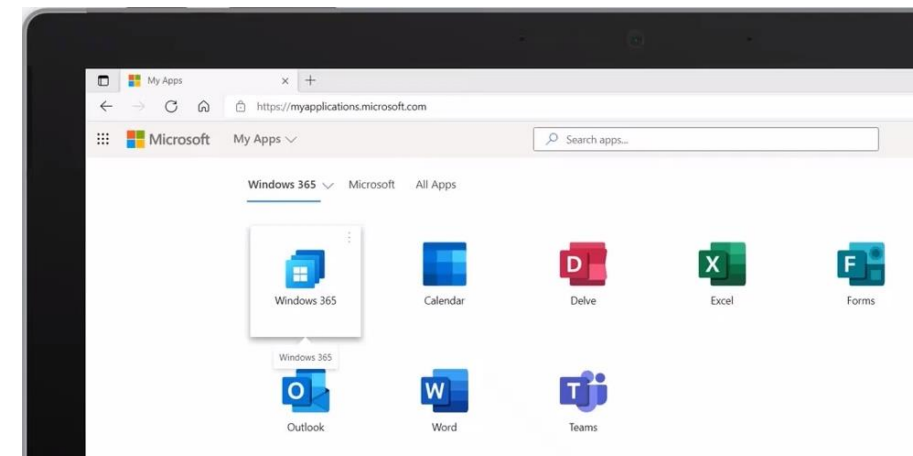 My Apps
https://myapplications.microsoft.com
Microsoft My Apps Search apps...
Windows 365 Microsoft All Apps
Windows 365 Calendar D Delve X Excel F Forms
Windows 365
O Outlook W Word T Teams